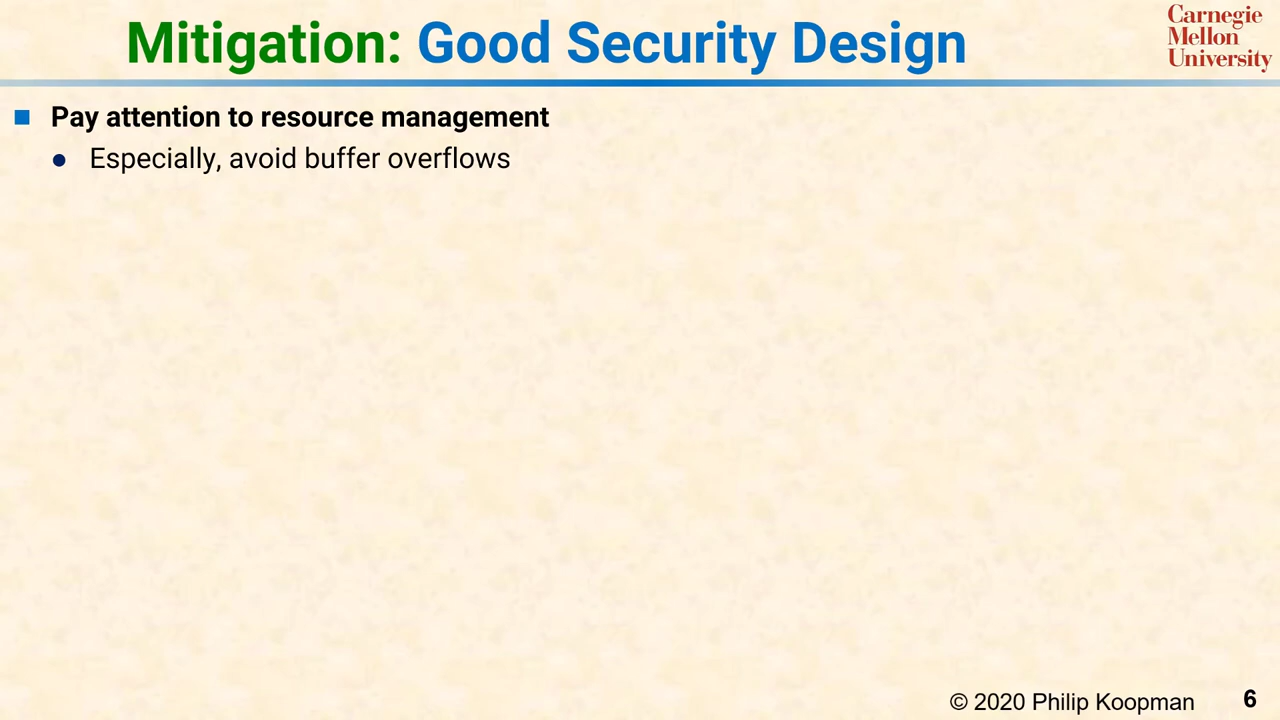 Mitigation: Good Security Design
Carnegie
Mellon
University
Pay attention to resource management
Especially, avoid buffer overflows
© 2020 Philip Koopman
6